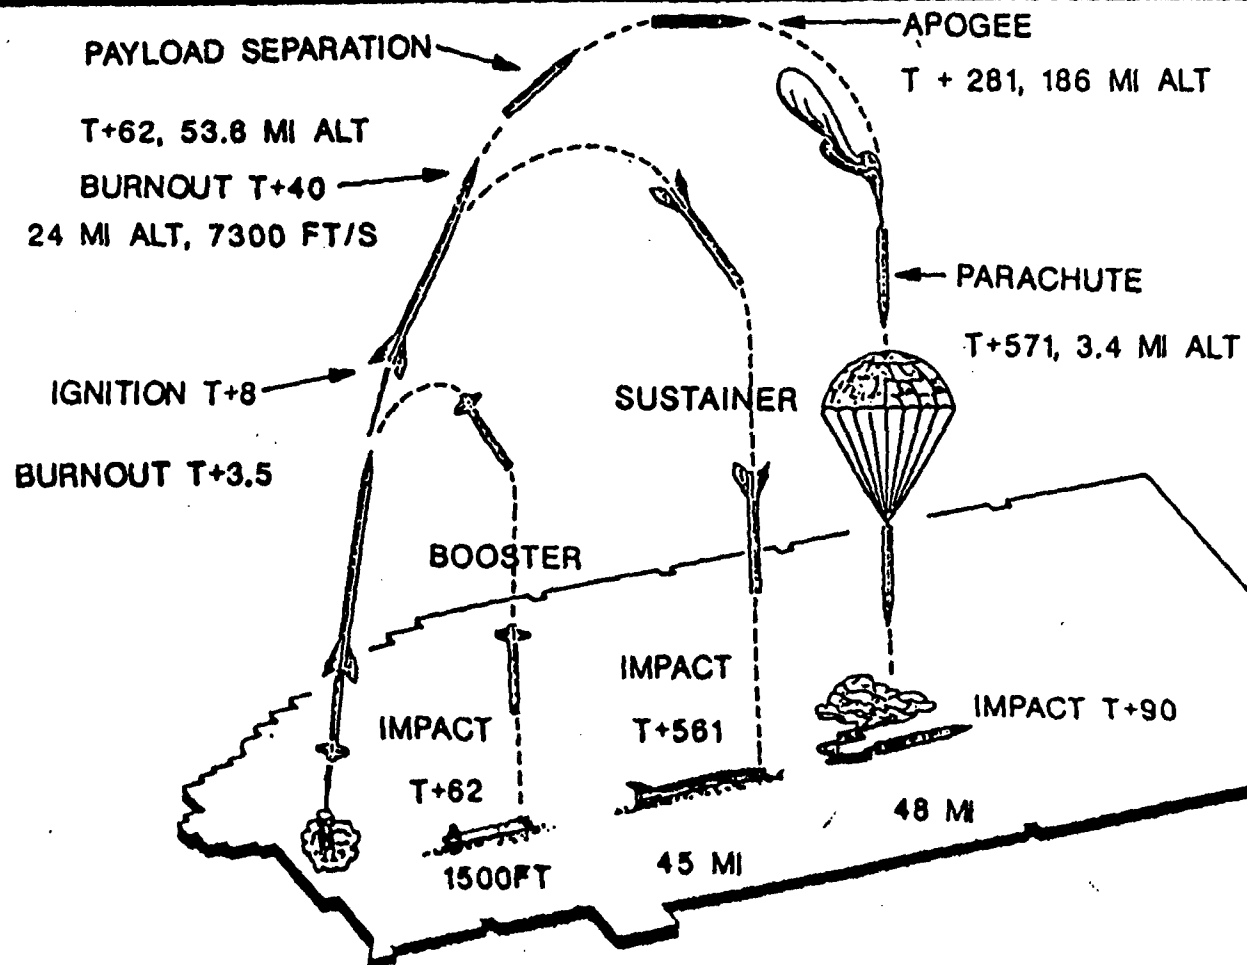 PAYLOAD SEPARATION
T+62, 53.8 MI ALT
BURNOUT T+40
24 MI ALT, 7300 FT/S
IGNITION T+8
BURNOUT T+3.5
APOGEE
T + 281, 186 MI ALT
PARACHUTE
T+571, 3.4 MI ALT
SUSTAINER
BOOSTER
IMPACT
T+62
1500FT
IMPACT
T+561
45 MI
IMPACT T+90
48 MI